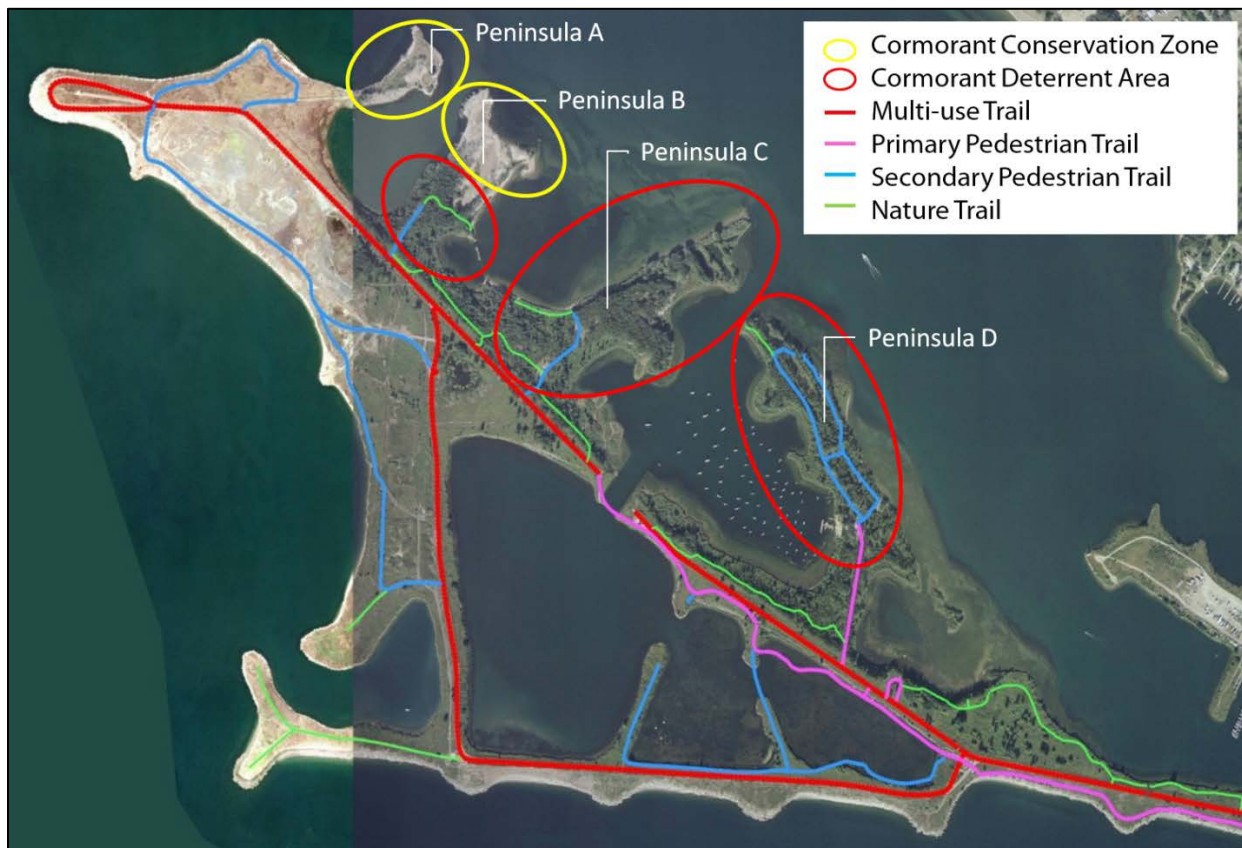 Peninsula A
Peninsula B
Peninsula C
Peninsula D
Cormorant Conservation Zone
Cormorant Deterrent Area
Multi-use Trail
Primary Pedestrian Trail
Secondary Pedestrian Trail
Nature Trail